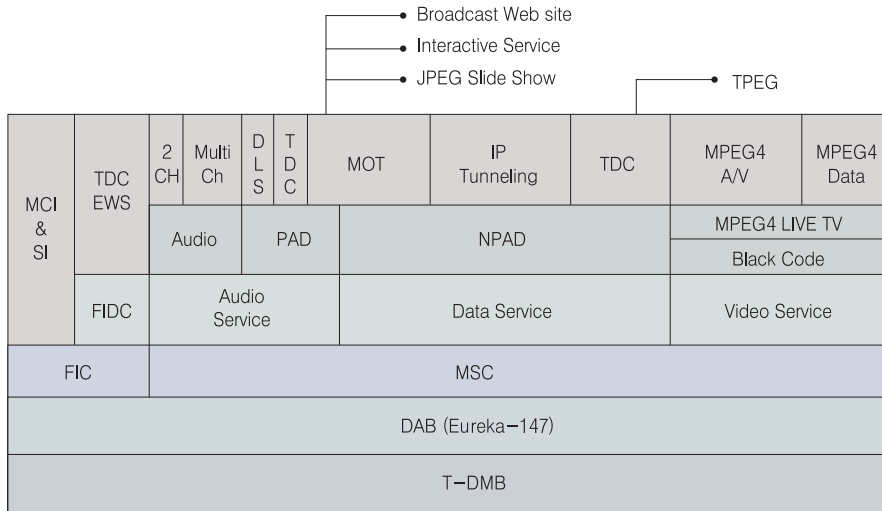 Broadcast Web site
Interactive Service
JPEG Slide Show
TPEG
MCI
&
SI
TDC
EWS
2
CH
Multi
Ch
D
L
S
T
D
C
MOT
IP
Tunneling
TDC
MPEG4
A/V
MPEG4
Data
Audio
PAD
NPAD
MPEG4 LIVE TV
Black Code
FIDC
Audio
Service
Data Service
Video Service
FIC
MSC
DAB (Eureka-147)
T-DMB